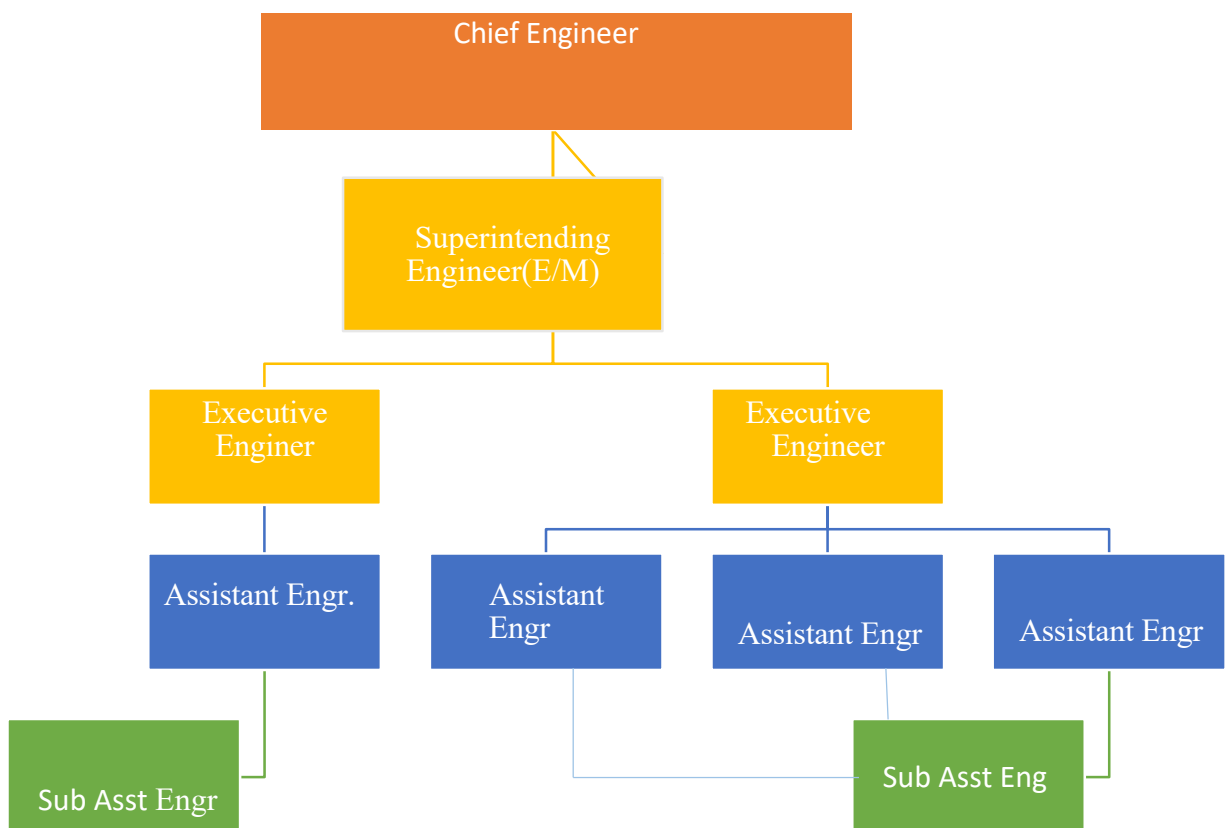 Chief Engineer
Superintending
Engineer(E/M)
Executive
Enginer
Executive
Engineer
Assistant Engr.
Assistant
Engr
Assistant Engr
Assistant Engr
Sub Asst Engr
Sub Asst Eng